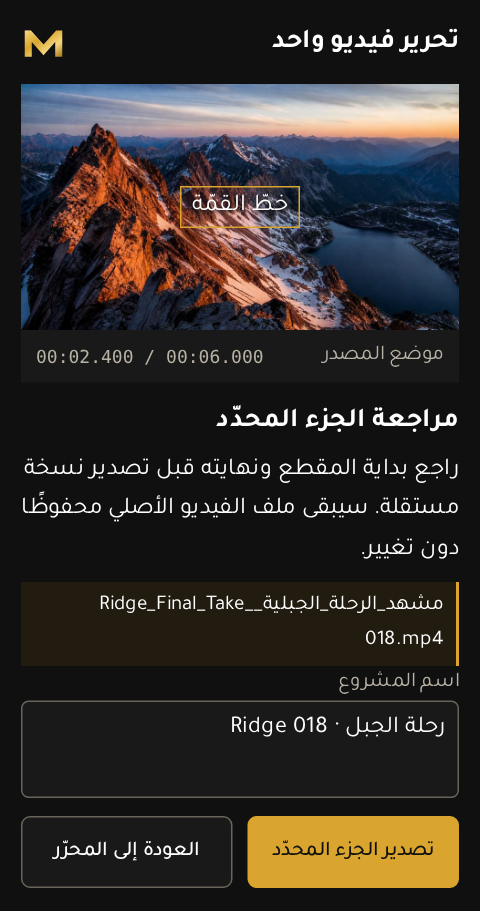 تحرير فيديو واحد
M
خطّ القمّة
موضع المصدر
00:02.400 / 00:06.000
مراجعة الجزء المحدّد
راجع بداية المقطع ونهايته قبل تصدير نسخة
مستقلة. سيبقى ملف الفيديو الأصلي محفوظًا
دون تغيير.
مشهد_الرحلة_الجبلية__Ridge_Final_Take
018.mp4
اسم المشروع
رحلة الجبل · Ridge 018
تصدير الجزء المحدّد
العودة إلى المحرّر